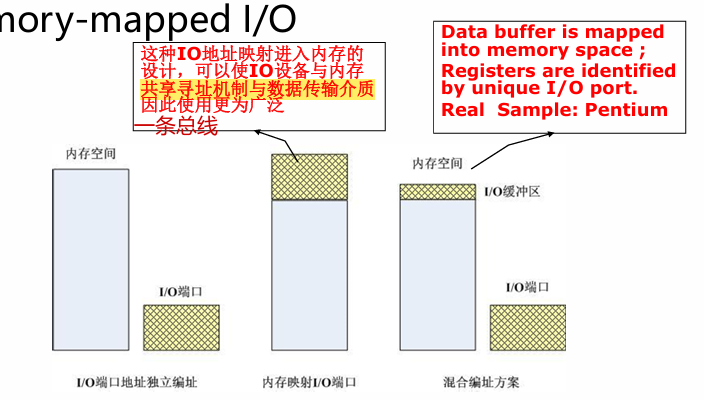 mory-mapped I/O
这种IO地址映射进入内存的
设计，可以使IO设备与内存
共享寻址机制与数据传输介质
因此使用更为广泛
一条总线
Data buffer is mapped
into memory space ;
Registers are identified
by unique I/O port.
Real Sample: Pentium
内存空间
内存空间
I/O缓冲区
I/O端口
I/O端口
I/O端口地址独立编址
内存映射I/O端口
混合编址方案